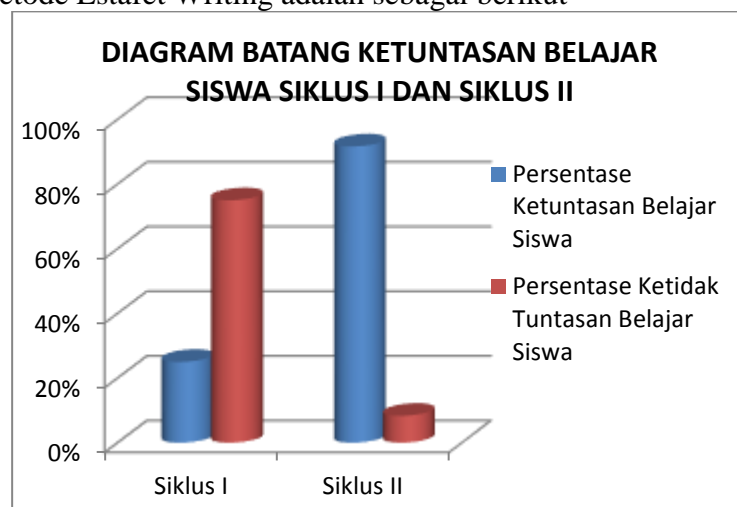 etode Estafet Writing adalah sebagai berikut
DIAGRAM BATANG KETUNTASAN BELAJAR
SISWA SIKLUS I DAN SIKLUS II
100%
80%
60%
40%
20%
0%
Siklus I
Siklus II
Persentase
Ketuntasan Belajar
Siswa
Persentase Ketidak
Tuntasan Belajar
Siswa